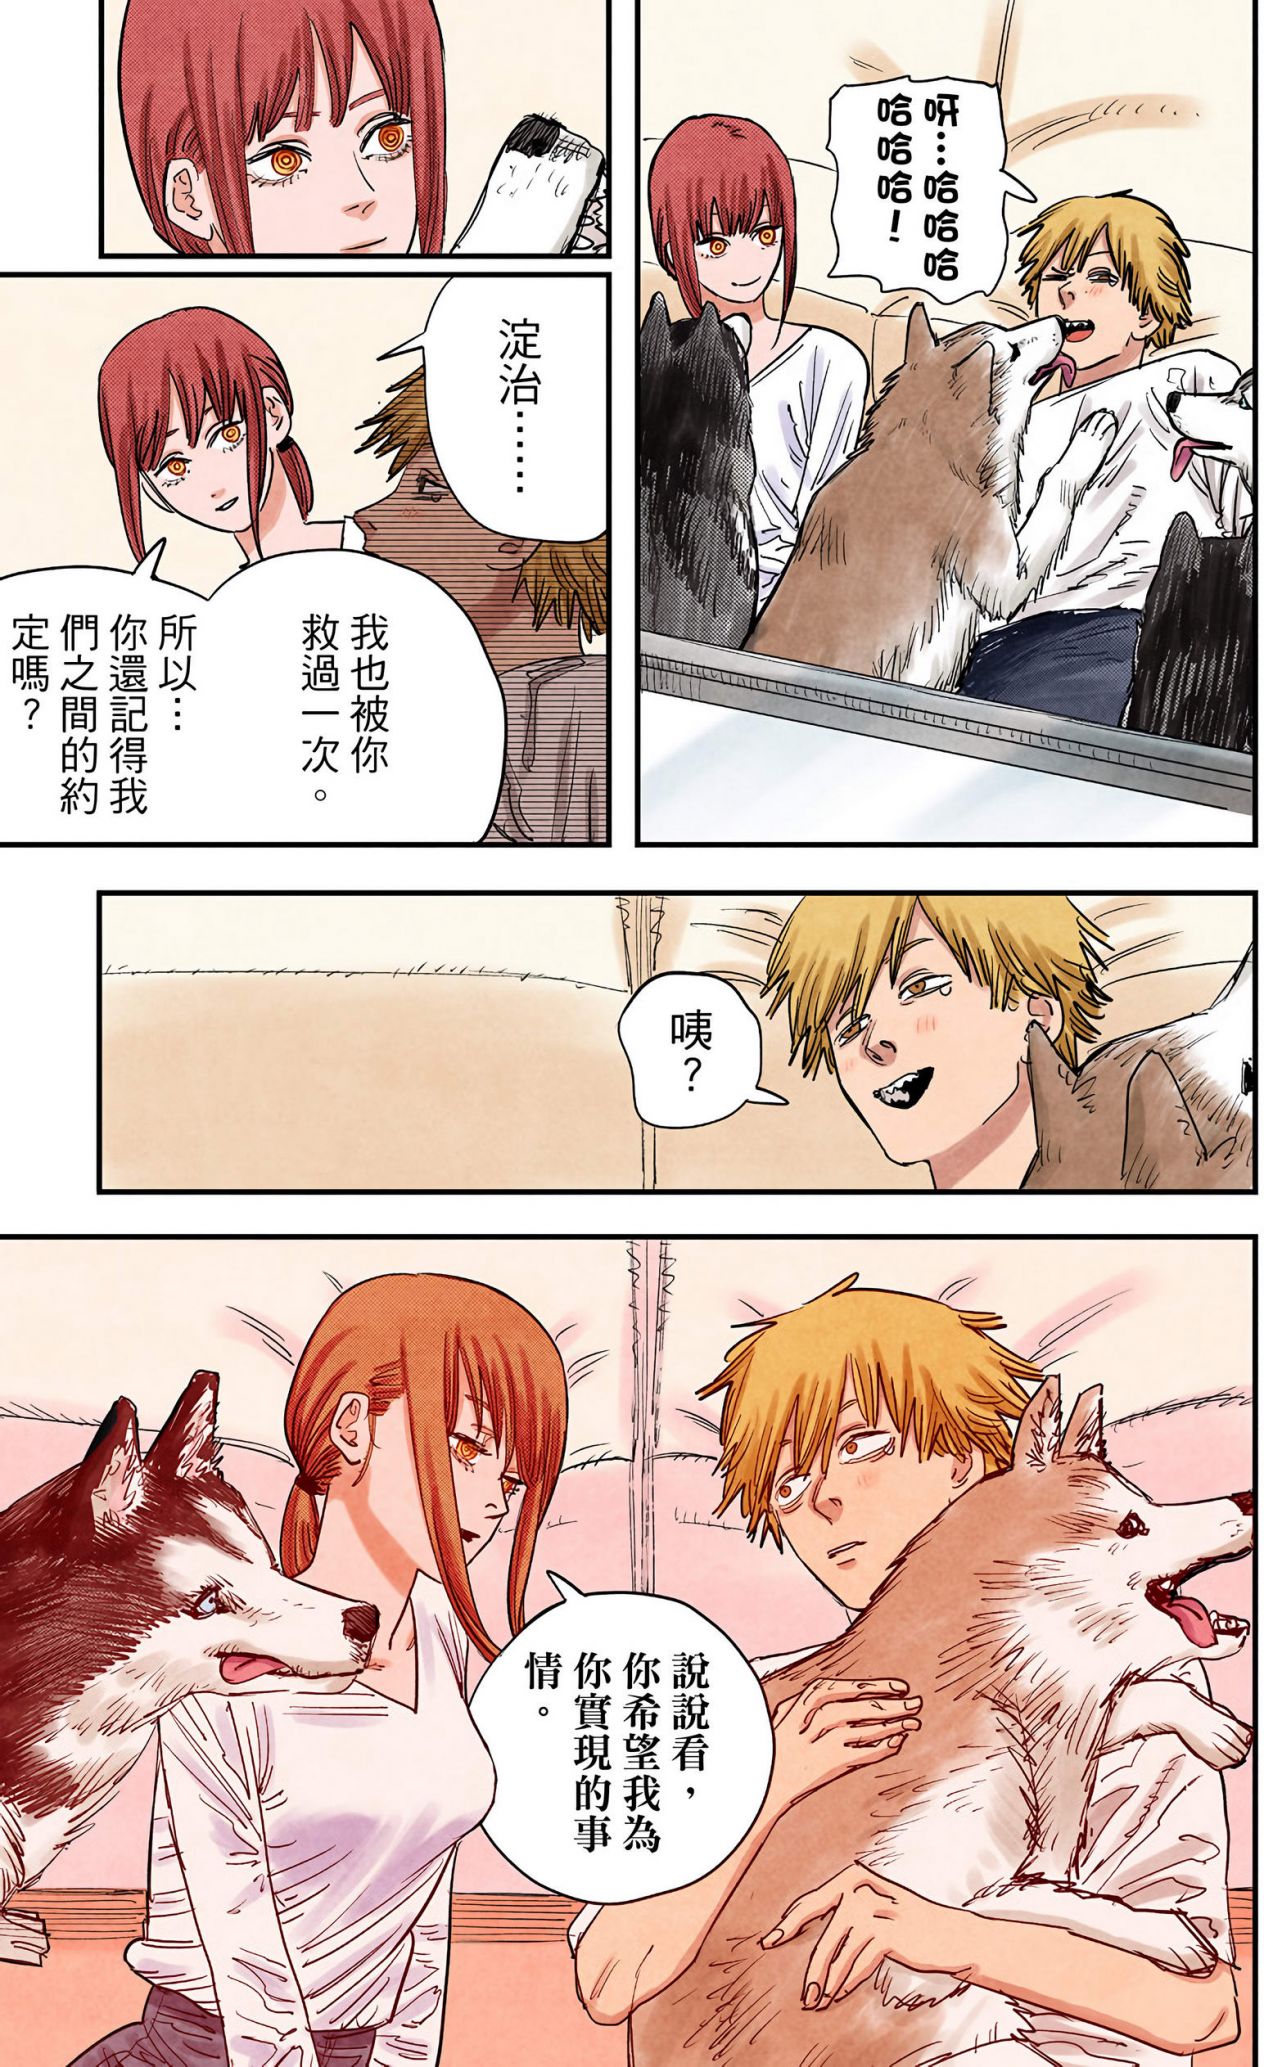 呀…哈哈哈
哈哈哈！
淀治……
我也被你
救過一次。
所以…
你還記得我
們之間的約
定嗎？
咦？
說說看，
你希望我為
你實現的事
情。